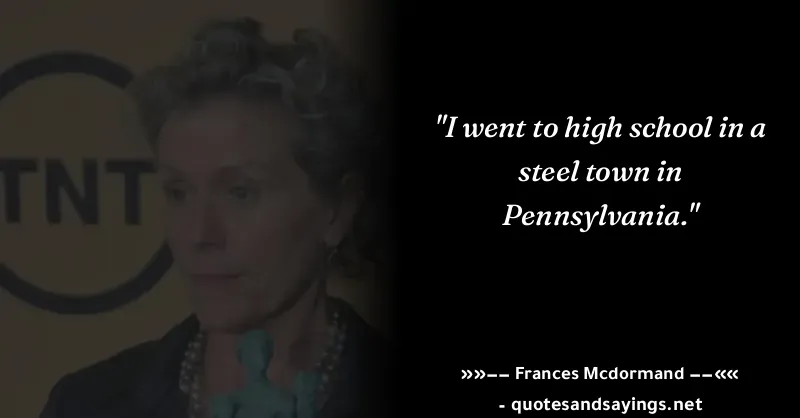 TNT
"I went to high school in a
steel town in
Pennsylvania."
»»−− Frances Mcdormand −−««
- quotesandsayings.net